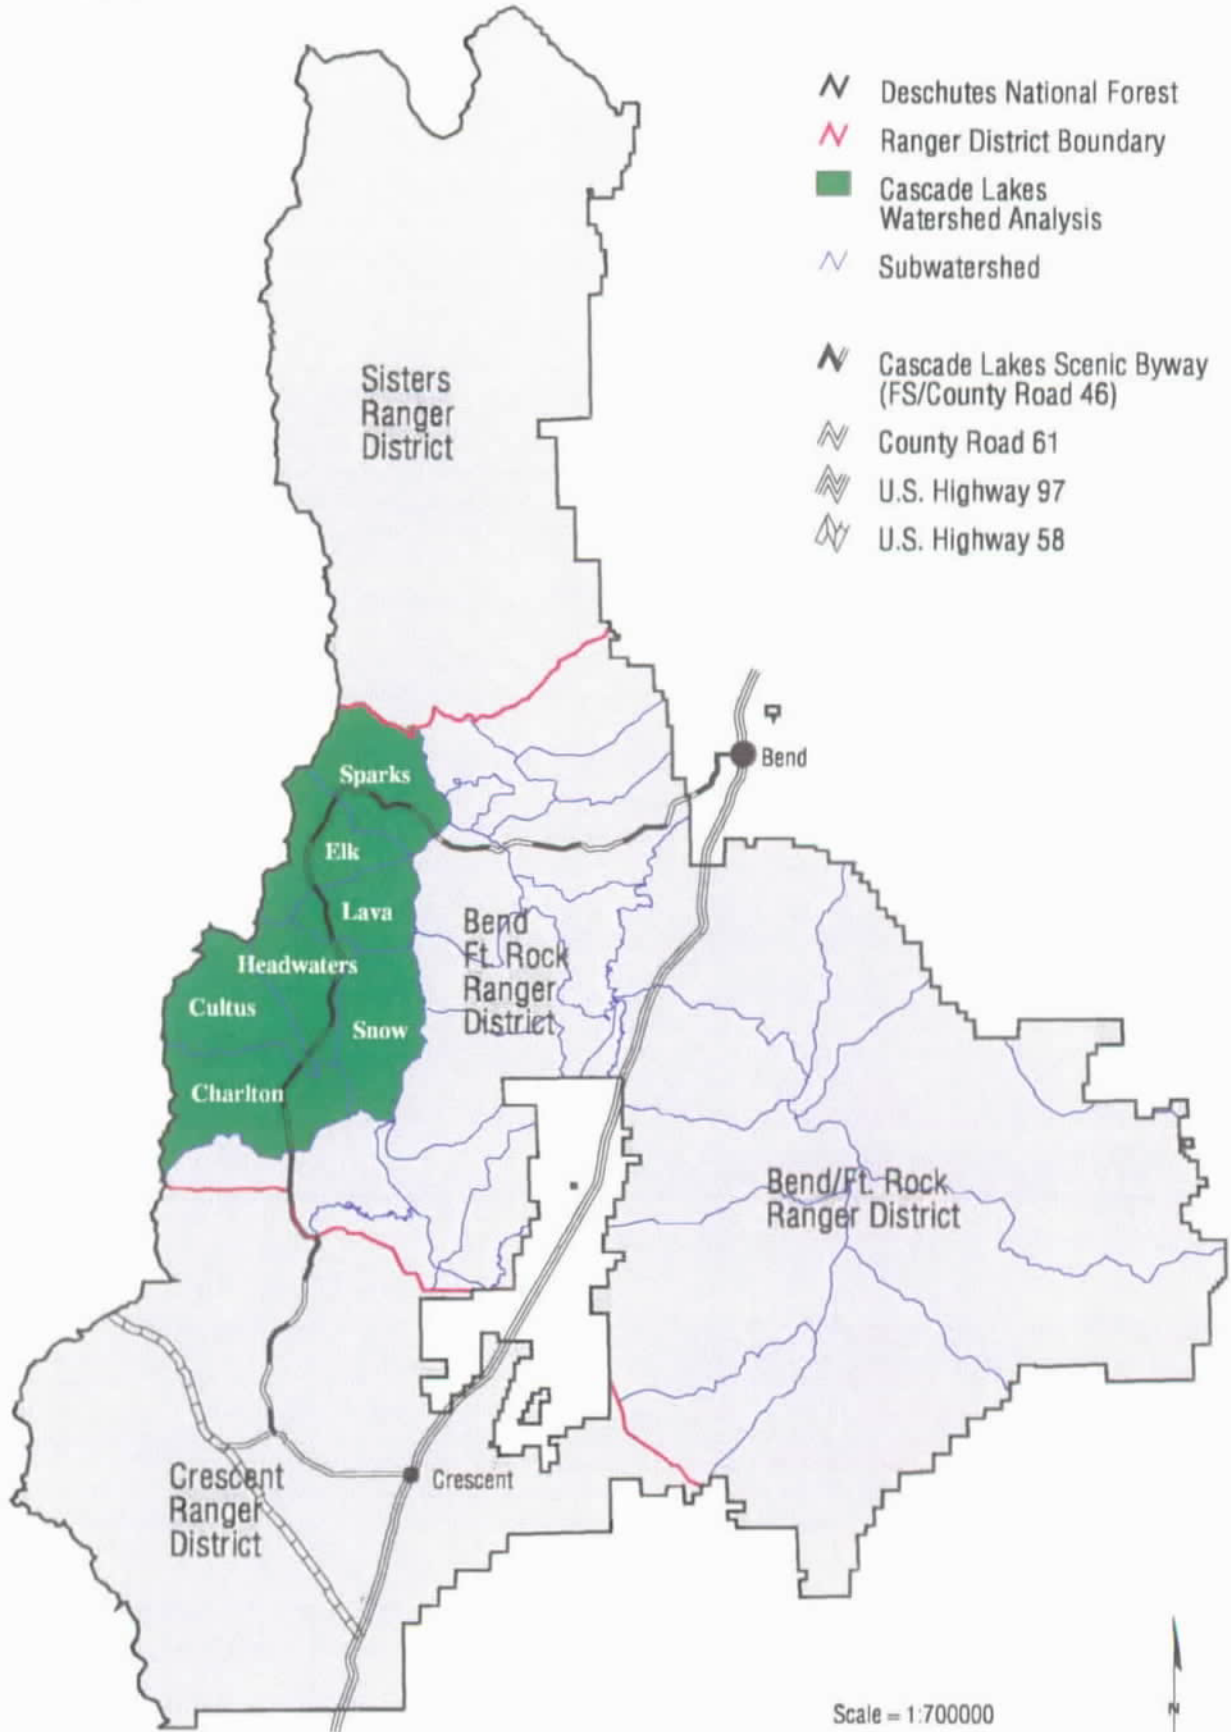 Deschutes National Forest
Ranger District Boundary
Cascade Lakes
Watershed Analysis
Subwatershed
Cascade Lakes Scenic Byway
(FS/County Road 46)
County Road 61
U.S. Highway 97
U.S. Highway 58
Sisters
Ranger
District
Bend
Sparks
Elk
Lava
Headwaters
Cultus
Snow
Charlton
Bend
Ft. Rock
Ranger
District
Bend/Ft. Rock
Ranger District
Crescent
Crescent
Ranger
District
Scale = 1:700000
N